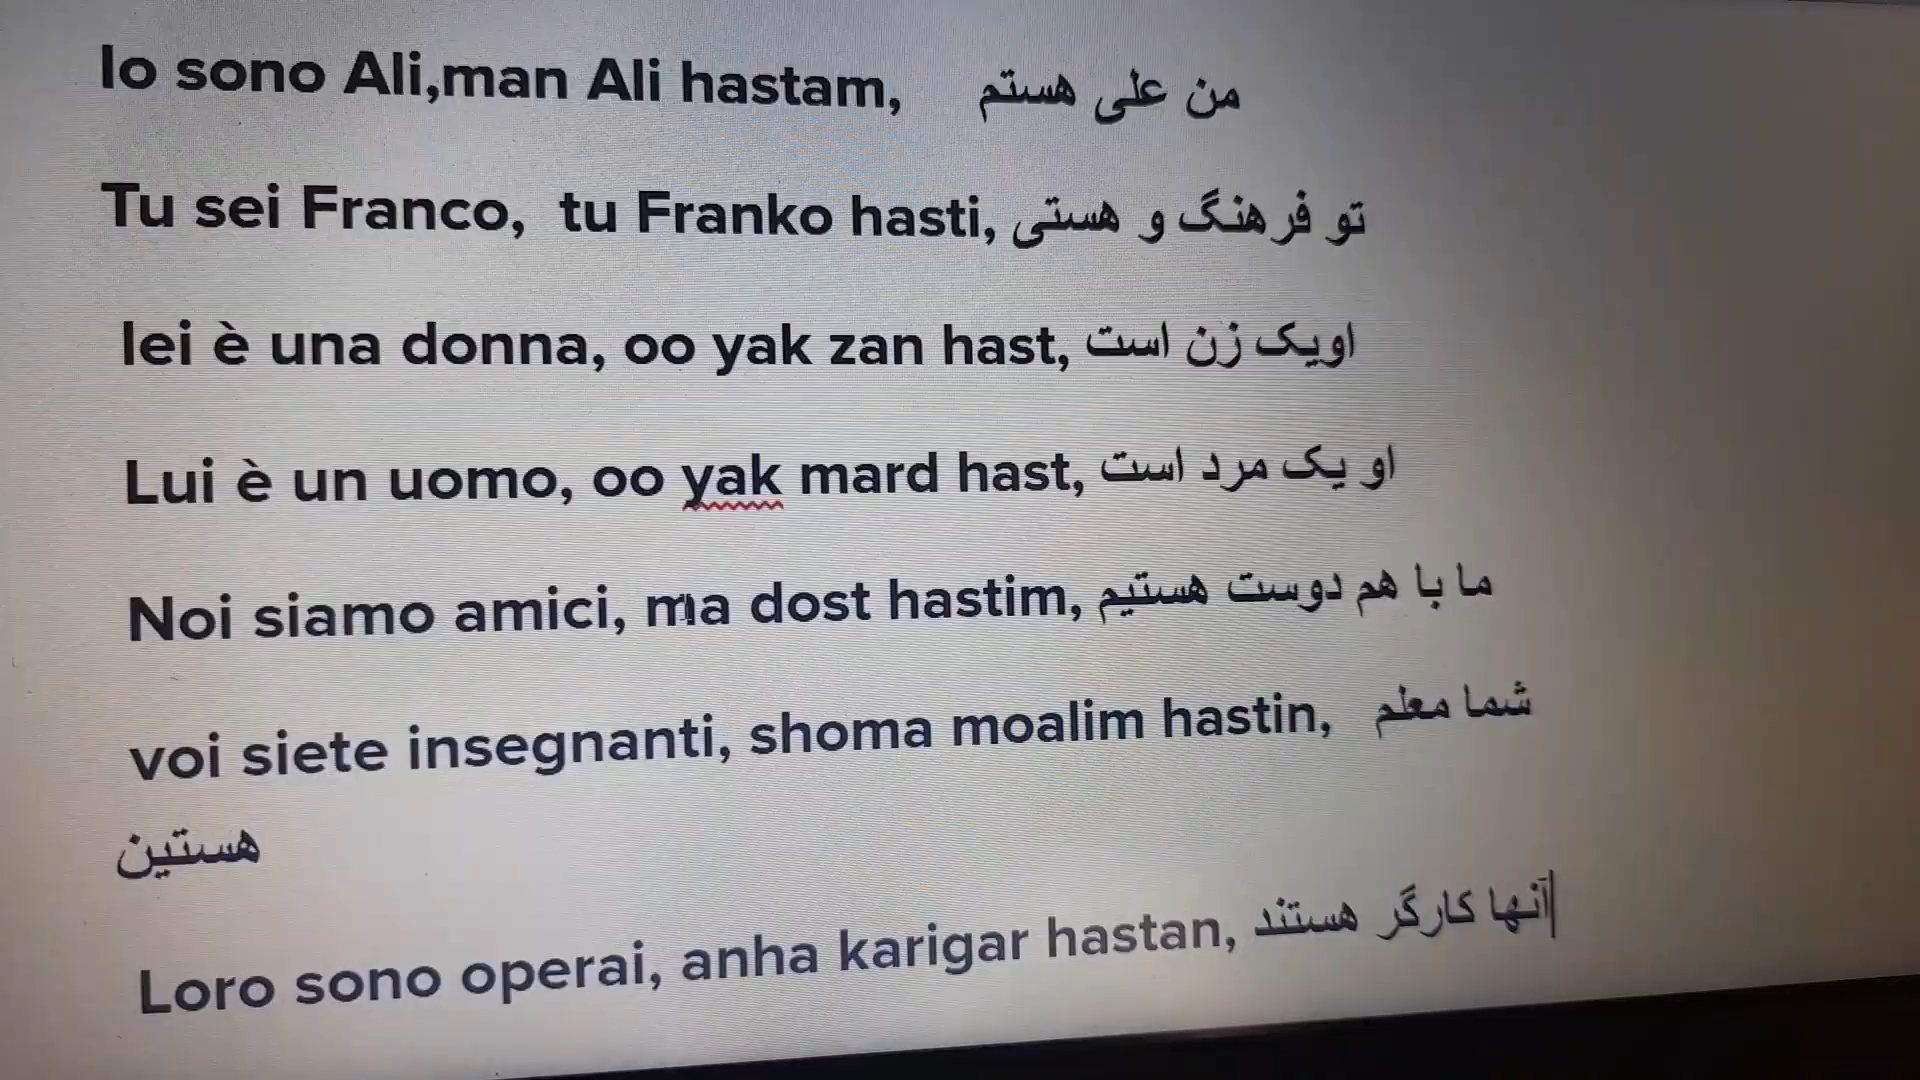 Io sono Ali,man Ali hastam, من علی هستم
Tu sei Franco, tu Franko hasti, تو فرهنگ و هستی
lei è una donna, oo yak zan hast, اویک زن است
Lui è un uomo, oo yak mard hast, او یک مرد است
Noi siamo amici, ma dost hastim, ما با هم دوست هستیم
voi siete insegnanti, shoma moalim hastin, شما معلم
هستین
Loro sono operai, anha karigar hastan, آنها کارگر هستند